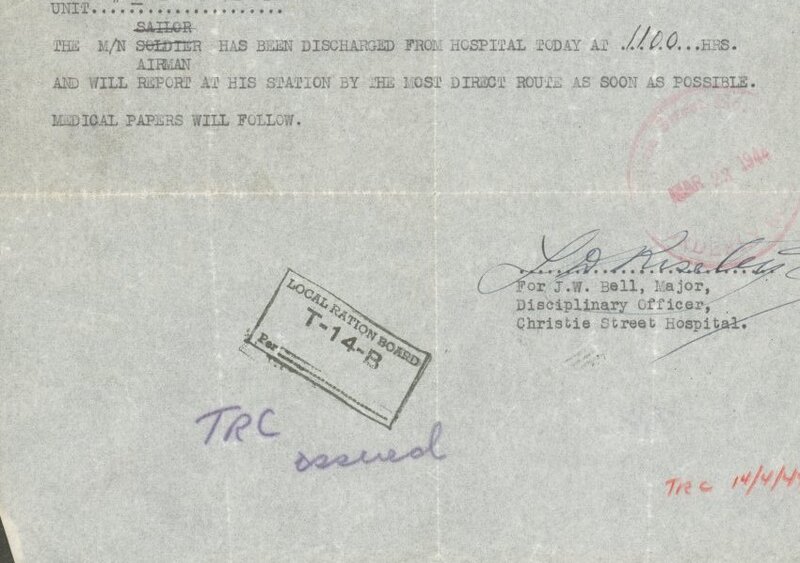 UNIT..."..................
SAILOR
THE M/N SOLDIER HAS BEEN DISCHARGED FROM HOSPITAL TODAY AT .1100...HRS.
AIRMAN
AND WILL REPORT AT HIS STATION BY THE MOST DIRECT ROUTE AS SOON AS POSSIBLE.
MEDICAL PAPERS WILL FOLLOW.
MAR 1944
For J.W. Bell, Major,
Disciplinary Officer,
Christie Street Hospital.
LOCAL RATION BOARD
T-14-B
Per
TRC
issued
TRC 14/4/4